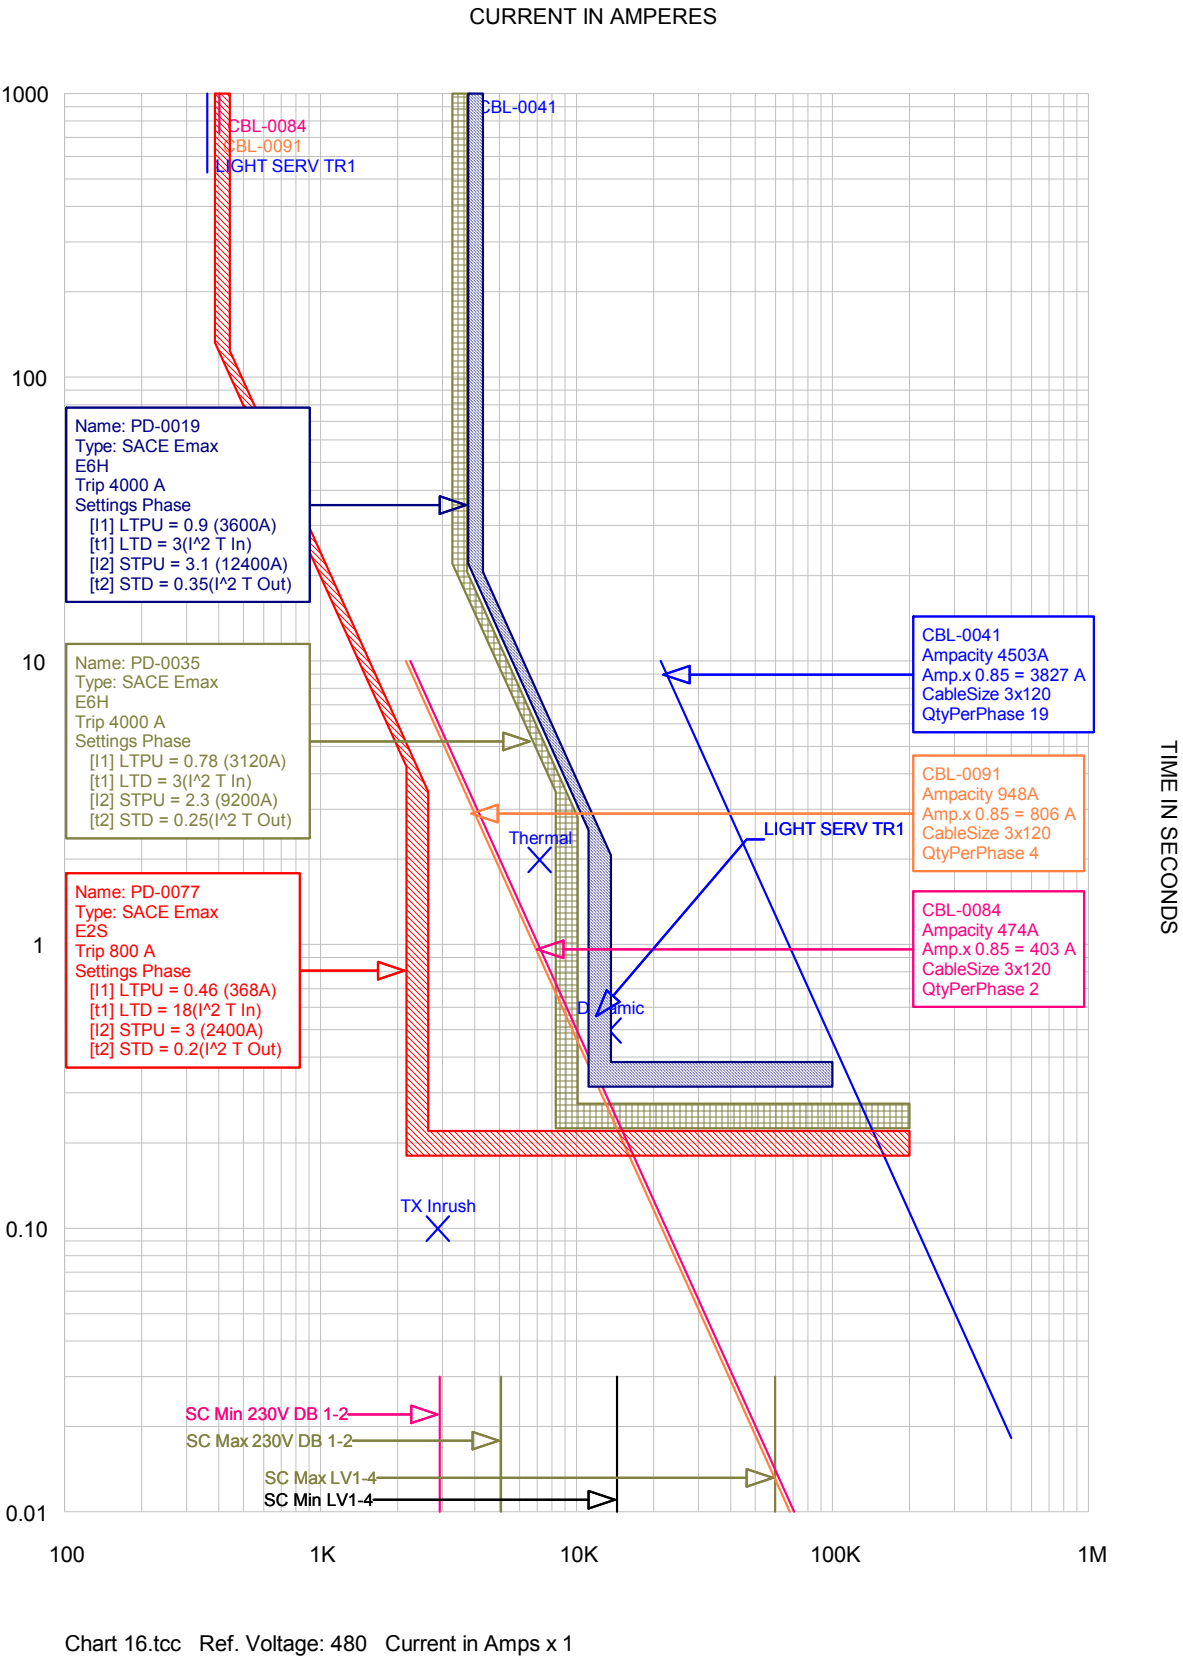 CURRENT IN AMPERES
1000
CBL-0041
CBL-0084
CBL-0091
LIGHT SERV TR1
100
Name: PD-0019
Type: SACE Emax
E6H
Trip 4000 A
Settings Phase
[I1] LTPU = 0.9 (3600A)
[t1] LTD = 3(I^2 T In)
[I2] STPU = 3.1 (12400A)
[t2] STD = 0.35(I^2 T Out)
10
Name: PD-0035
Type: SACE Emax
E6H
Trip 4000 A
Settings Phase
[I1] LTPU = 0.78 (3120A)
[t1] LTD = 3(I^2 T In)
[I2] STPU = 2.3 (9200A)
[t2] STD = 0.25(I^2 T Out)
CBL-0041
Ampacity 4503A
Amp.x 0.85 = 3827 A
CableSize 3x120
QtyPerPhase 19
CBL-0091
Ampacity 948A
Amp.x 0.85 = 806 A
CableSize 3x120
QtyPerPhase 4
TIME IN SECONDS
LIGHT SERV TR1
Thermal
Name: PD-0077
Type: SACE Emax
E2S
Trip 800 A
Settings Phase
[I1] LTPU = 0.46 (368A)
[t1] LTD = 18(I^2 T In)
[I2] STPU = 3 (2400A)
[t2] STD = 0.2(I^2 T Out)
1
CBL-0084
Ampacity 474A
Amp.x 0.85 = 403 A
CableSize 3x120
QtyPerPhase 2
TX Inrush
0.10
SC Min 230V DB 1-2
SC Max 230V DB 1-2
SC Max LV1-4
SC Min LV1-4
0.01
100 1K 10K 100K 1M
Chart 16.tcc Ref. Voltage: 480 Current in Amps x 1